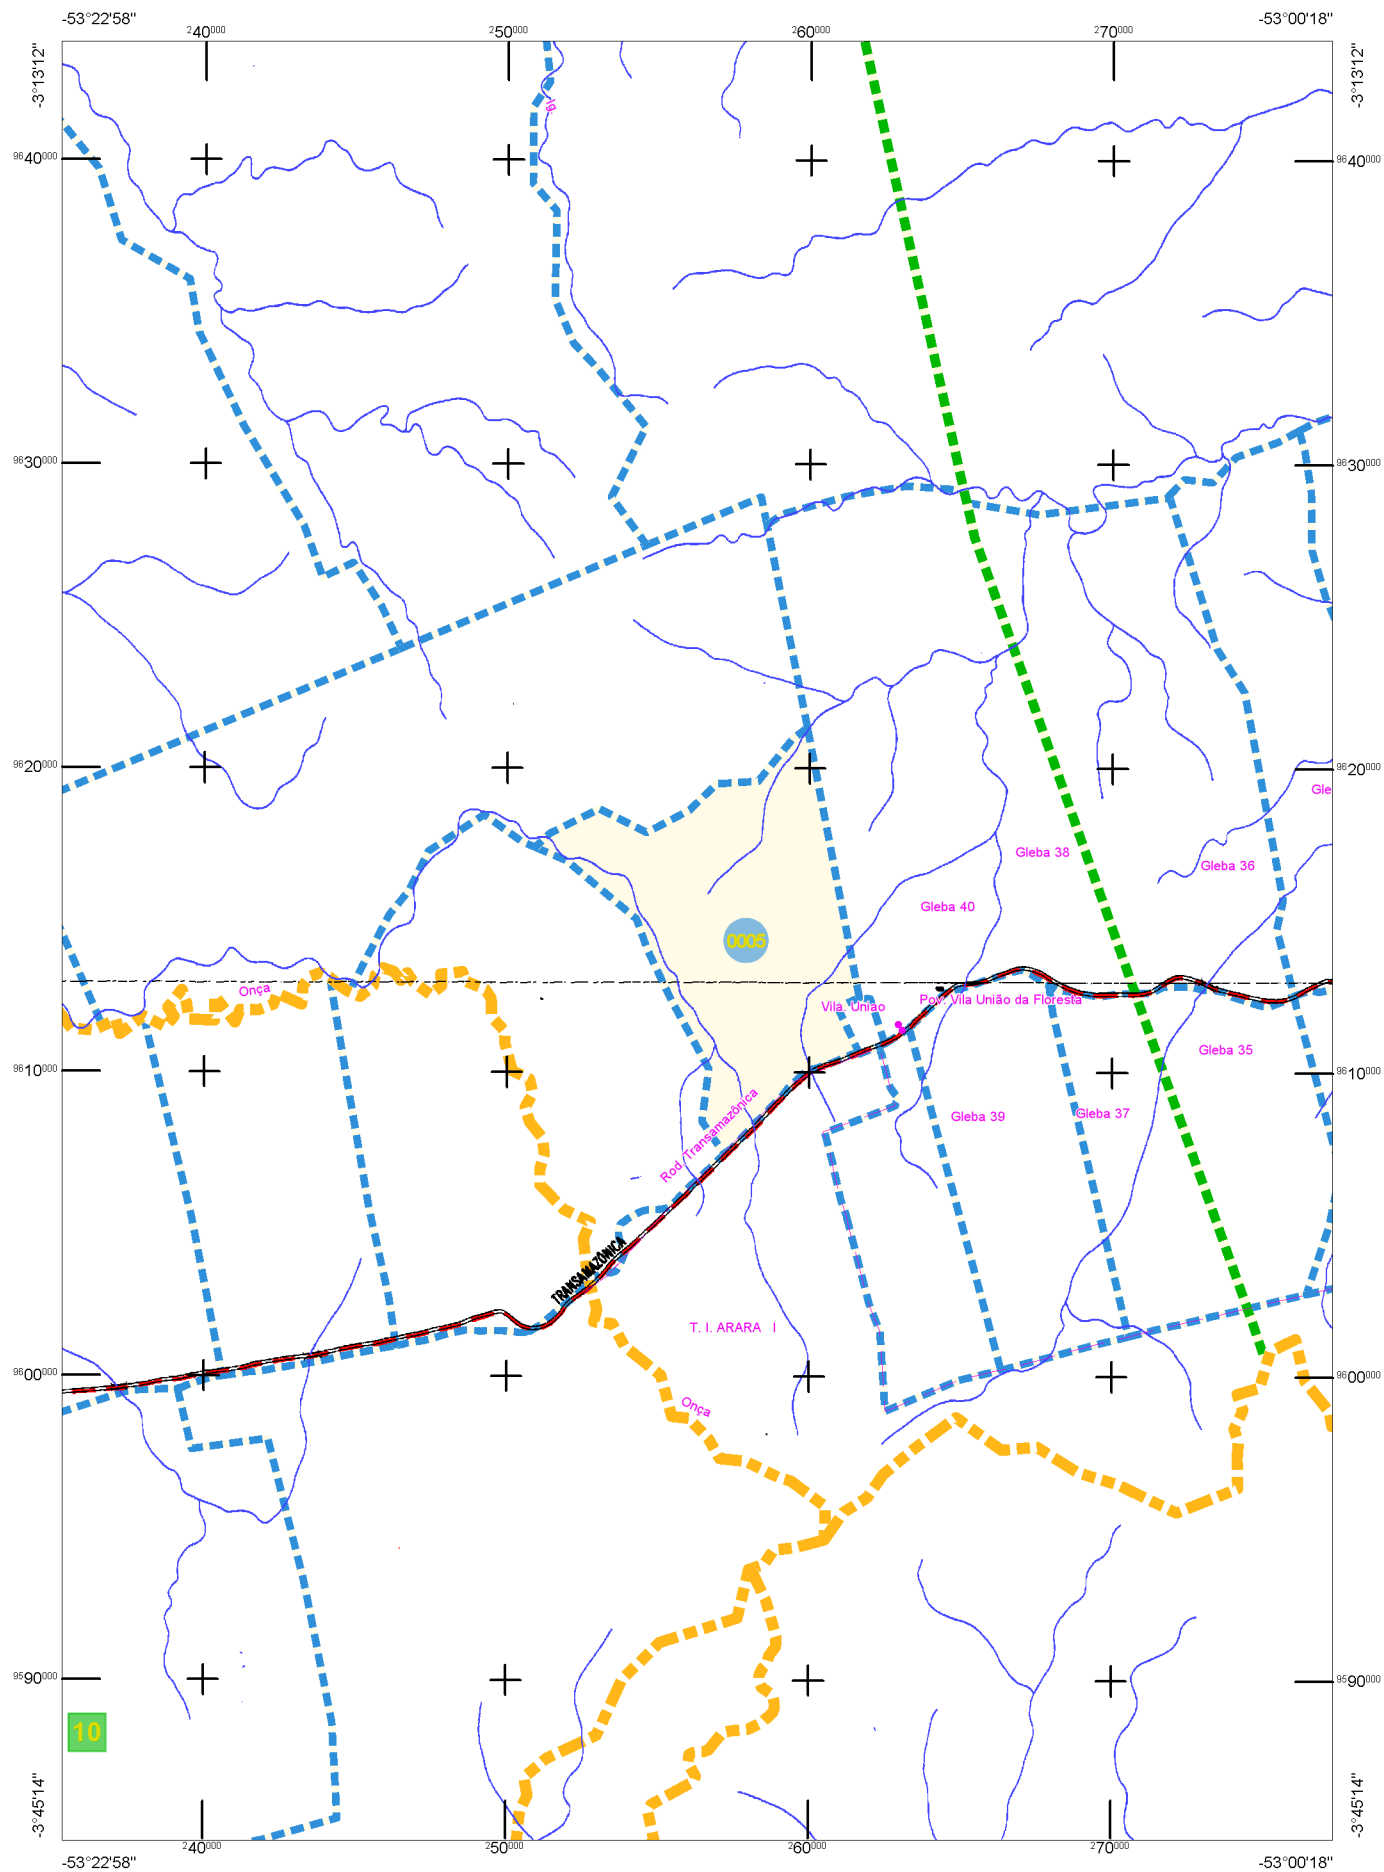 -53°22'58"
-53°00'18"
240000
250000
260000
270000
-3°13'12"
-3°13'12"
Ig.
9640000
9640000
9630000
9630000
9620000
9620000
Gle
Gleba 38
Gleba 36
Gleba 40
0005
Onça
Pov. Vila União da Floresta
Vila. Uniao
Gleba 35
9610000
9610000
Rod. Transamazônica
Gleba 39
Gleba 37
TRANSAMAZÔNICA
T. I. ARARA I
9600000
9600000
Onça
9590000
9590000
10
-3°45'14"
-3°45'14"
240000
250000
260000
270000
-53°22'58"
-53°00'18"